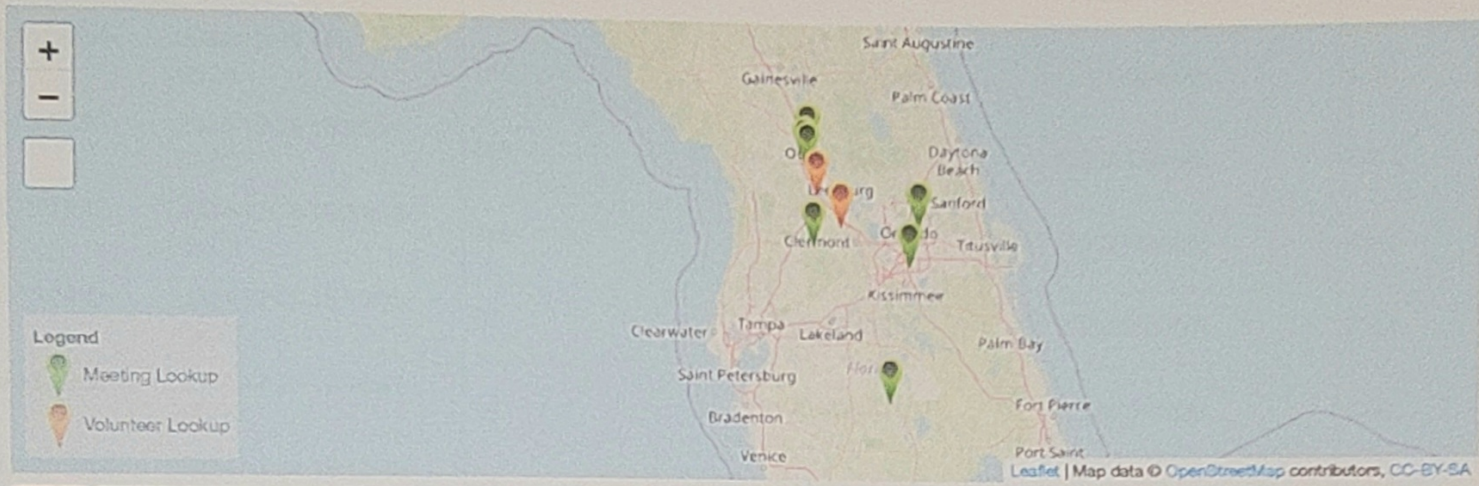 +
−
Saint Augustine
Gainesville
Palm Coast
Daytona
Beach
Sanford
Clermont
Titusville
Kissimmee
Clearwater
Tampa
Lakeland
Palm Bay
Saint Petersburg
Fort Pierce
Bradenton
Venice
Port Saint
Legend
Meeting Lookup
Volunteer Lookup
Leaflet | Map data © OpenStreetMap contributors, CC-BY-SA